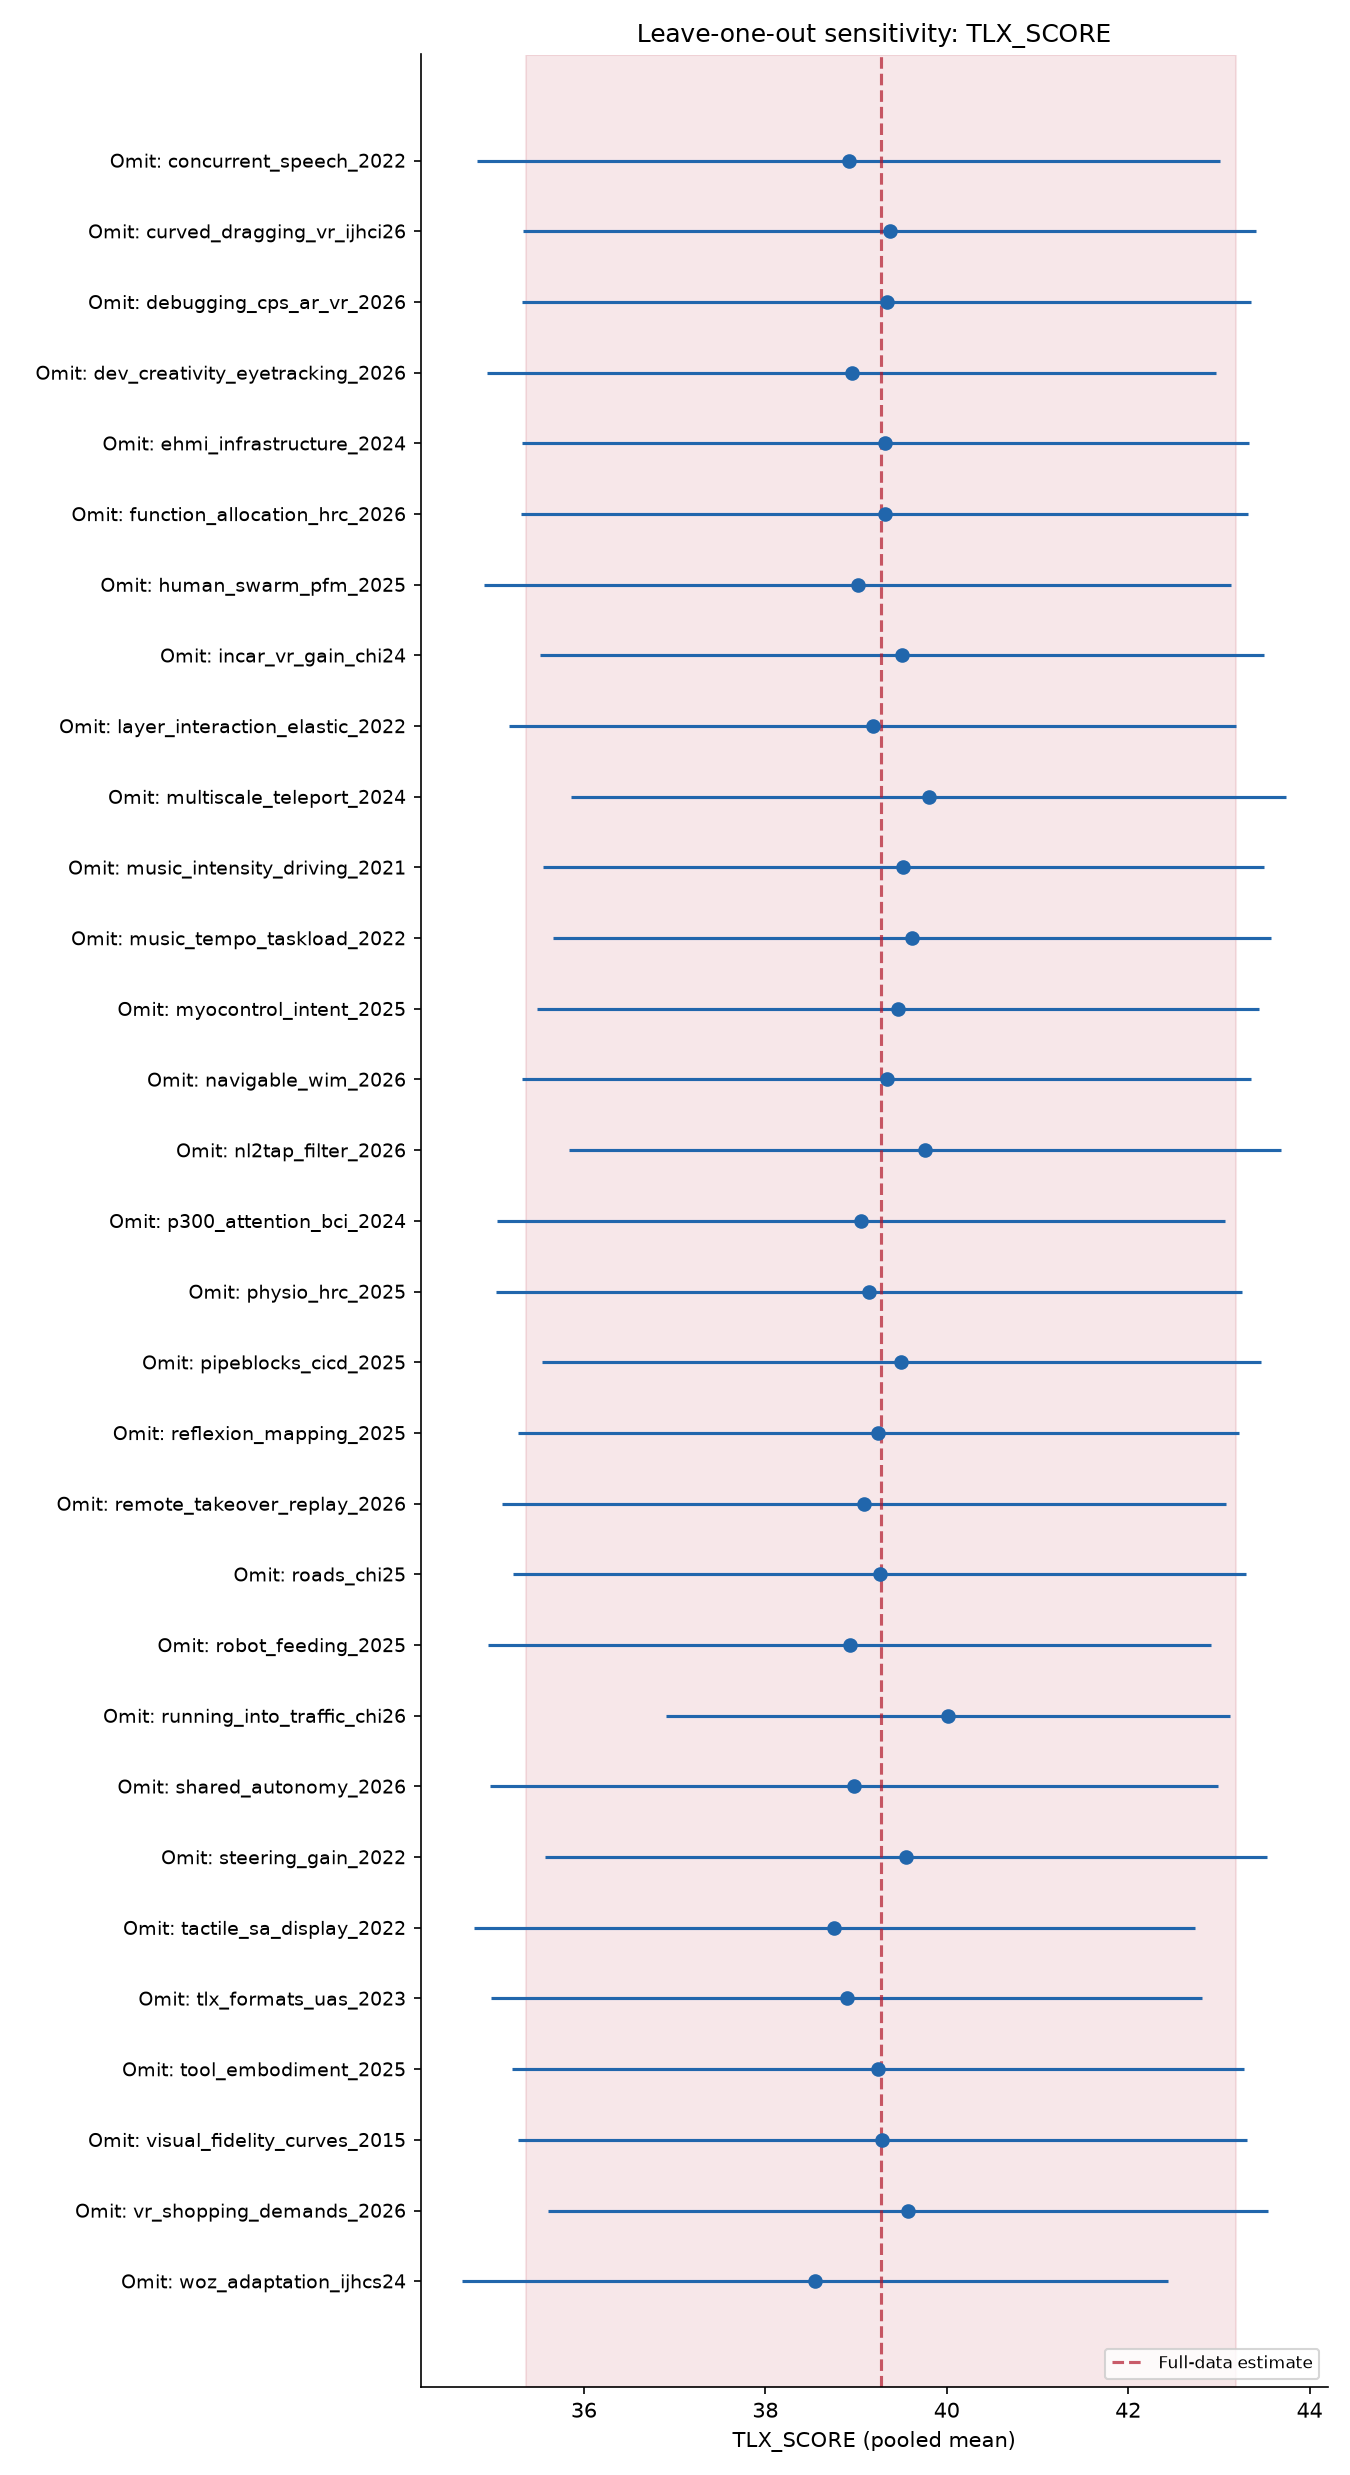 Leave-one-out sensitivity: TLX_SCORE
Omit: concurrent_speech_2022
Omit: curved_dragging_vr_ijhci26
Omit: debugging_cps_ar_vr_2026
Omit: dev_creativity_eyetracking_2026
Omit: ehmi_infrastructure_2024
Omit: function_allocation_hrc_2026
Omit: human_swarm_pfm_2025
Omit: incar_vr_gain_chi24
Omit: layer_interaction_elastic_2022
Omit: multiscale_teleport_2024
Omit: music_intensity_driving_2021
Omit: music_tempo_taskload_2022
Omit: myocontrol_intent_2025
Omit: navigable_wim_2026
Omit: nl2tap_filter_2026
Omit: p300_attention_bci_2024
Omit: physio_hrc_2025
Omit: pipeblocks_cicd_2025
Omit: reflexion_mapping_2025
Omit: remote_takeover_replay_2026
Omit: roads_chi25
Omit: robot_feeding_2025
Omit: running_into_traffic_chi26
Omit: shared_autonomy_2026
Omit: steering_gain_2022
Omit: tactile_sa_display_2022
Omit: tlx_formats_uas_2023
Omit: tool_embodiment_2025
Omit: visual_fidelity_curves_2015
Omit: vr_shopping_demands_2026
Omit: woz_adaptation_ijhcs24
Full-data estimate
36 38 40 42 44
TLX_SCORE (pooled mean)